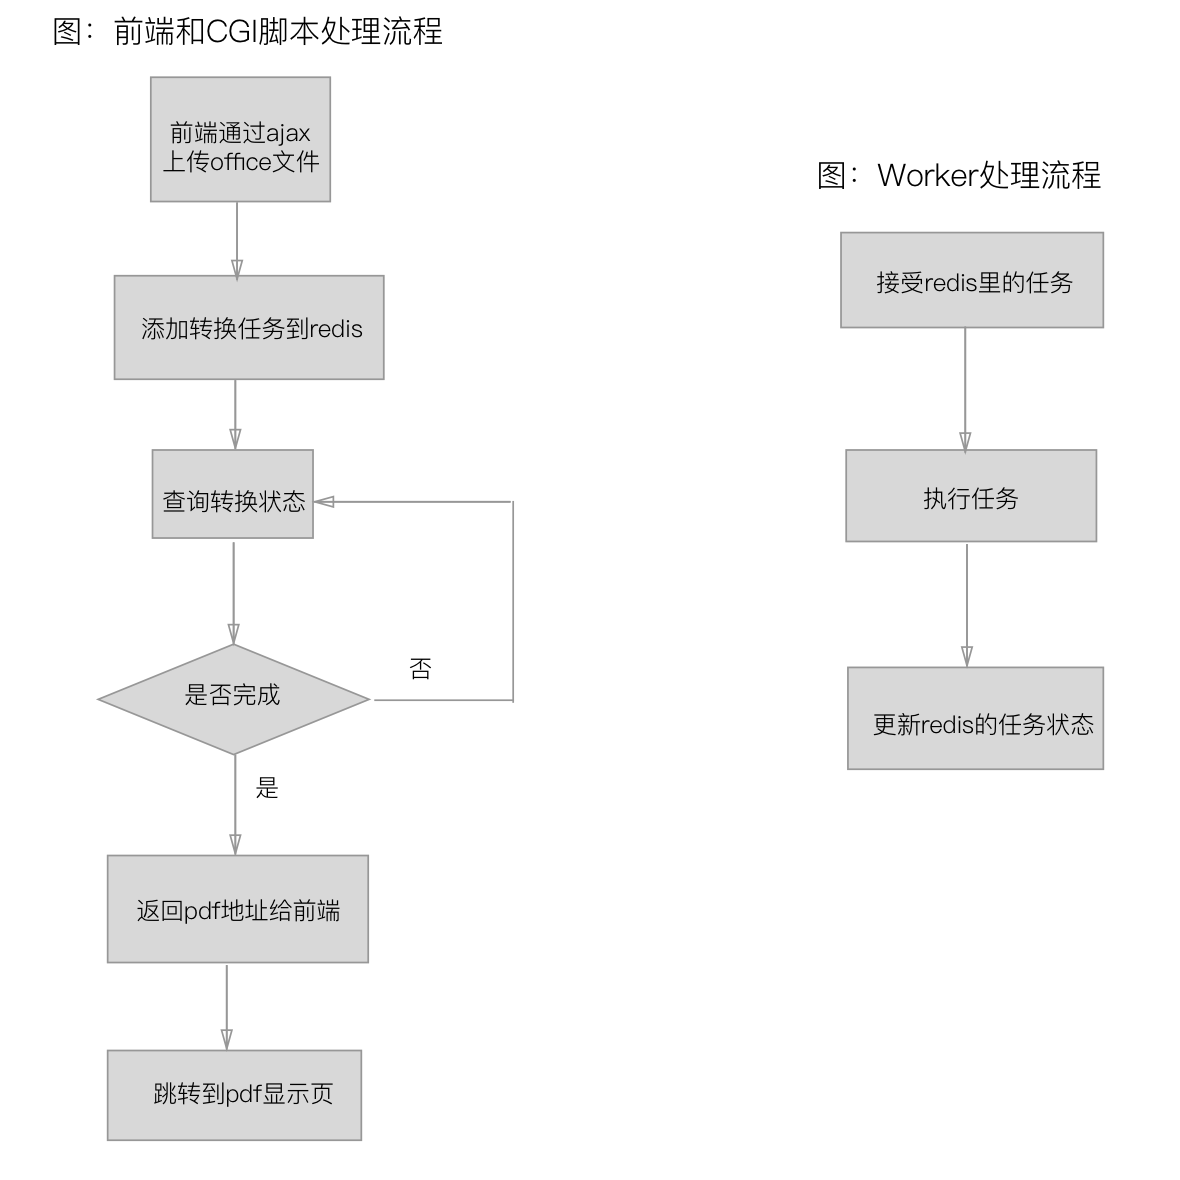 图：前端和CGI脚本处理流程
前端通过ajax
上传office文件
添加转换任务到redis
查询转换状态
是否完成
否
是
返回pdf地址给前端
跳转到pdf显示页
图：Worker处理流程
接受redis里的任务
执行任务
更新redis的任务状态